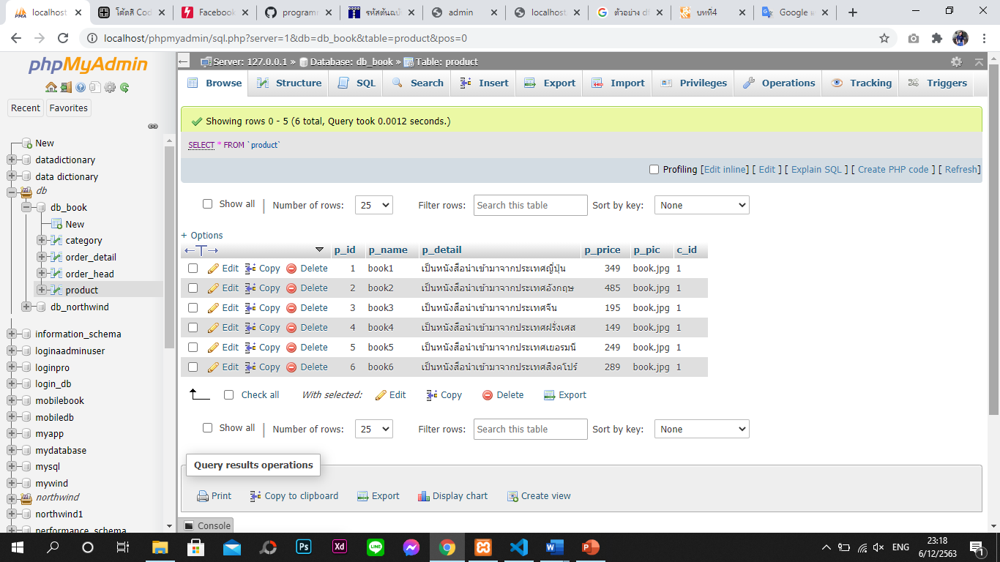 localhost
โค้ดสี Cod
Facebook
programr
รหัสต้นฉบั
admin
localhost
ตัวอย่าง df
บทที่4
Google แ
localhost/phpmyadmin/sql.php?server=1&db=db_book&table=product&pos=0
phpMyAdmin
Recent Favorites
New
datadictionary
data dictionary
db
db_book
New
category
order_detail
order_head
product
db_northwind
information_schema
loginaadminuser
loginpro
login_db
mobilebook
mobiledb
myapp
mydatabase
mysql
mywind
northwind
northwind1
performance_schema
Server: 127.0.0.1 » Database: db_book » Table: product
Browse Structure SQL Search Insert Export Import Privileges Operations Tracking Triggers
Showing rows 0 - 5 (6 total, Query took 0.0012 seconds.)
SELECT * FROM `product`
Profiling [Edit inline] [ Edit ] [ Explain SQL ] [ Create PHP code ] [ Refresh]
Show all Number of rows: 25 Filter rows: Search this table Sort by key: None
+ Options
p_id p_name p_detail p_price p_pic c_id
Edit Copy Delete 1 book1 เป็นหนังสือนำเข้ามาจากประเทศญี่ปุ่น 349 book.jpg 1
Edit Copy Delete 2 book2 เป็นหนังสือนำเข้ามาจากประเทศอังกฤษ 485 book.jpg 1
Edit Copy Delete 3 book3 เป็นหนังสือนำเข้ามาจากประเทศจีน 195 book.jpg 1
Edit Copy Delete 4 book4 เป็นหนังสือนำเข้ามาจากประเทศฝรั่งเศส 149 book.jpg 1
Edit Copy Delete 5 book5 เป็นหนังสือนำเข้ามาจากประเทศเยอรมนี 249 book.jpg 1
Edit Copy Delete 6 book6 เป็นหนังสือนำเข้ามาจากประเทศสิงคโปร์ 289 book.jpg 1
Check all With selected: Edit Copy Delete Export
Show all Number of rows: 25 Filter rows: Search this table Sort by key: None
Query results operations
Print Copy to clipboard Export Display chart Create view
Console
Ps Xd LINE
ENG
23:18
6/12/2563
1